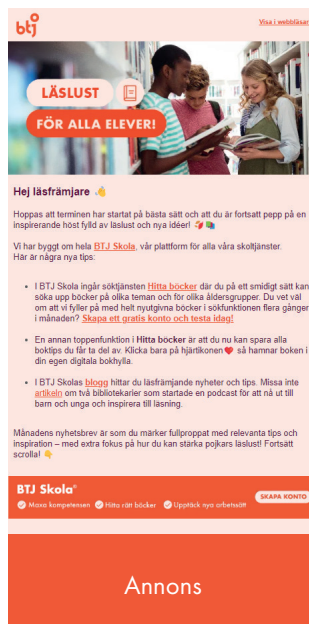 btj
Visa i webbläsar
LÄSLUST
FÖR ALLA ELEVER!
Hej läsfrämjare 👋
Hoppas att terminen har startat på bästa sätt och att du är fortsatt pepp på en
inspirerande höst fylld av läslust och nya idéer! 🍂 📚
Vi har byggt om hela BTJ Skola, vår plattform för alla våra skoltjänster.
Här är några nya tips:
• I BTJ Skola ingår söktjänsten Hitta böcker där du på ett smidigt sätt kan
söka upp böcker på olika teman och för olika åldersgrupper. Du vet väl
om att vi fyller på med helt nyutgivna böcker i sökfunktionen flera gånger
i månaden? Skapa ett gratis konto och testa idag!
• En annan toppenfunktion i Hitta böcker är att du nu kan spara alla
boktips du får ta del av. Klicka bara på hjärtikonen❤ så hamnar boken i
din egen digitala bokhylla.
• I BTJ Skolas blogg hittar du läsfrämjande nyheter och tips. Missa inte
artikeln om två bibliotekarier som startade en podcast för att nå ut till
barn och unga och inspirera till läsning.
Månadens nyhetsbrev är som du märker fullproppat med relevanta tips och
inspiration – med extra fokus på hur du kan stärka pojkars läslust! Fortsätt
scrolla! 👇
BTJ Skola®
SKAPA KONTO
Maxa kompetensen Hitta rätt böcker Upptäck nya arbetssätt
Annons